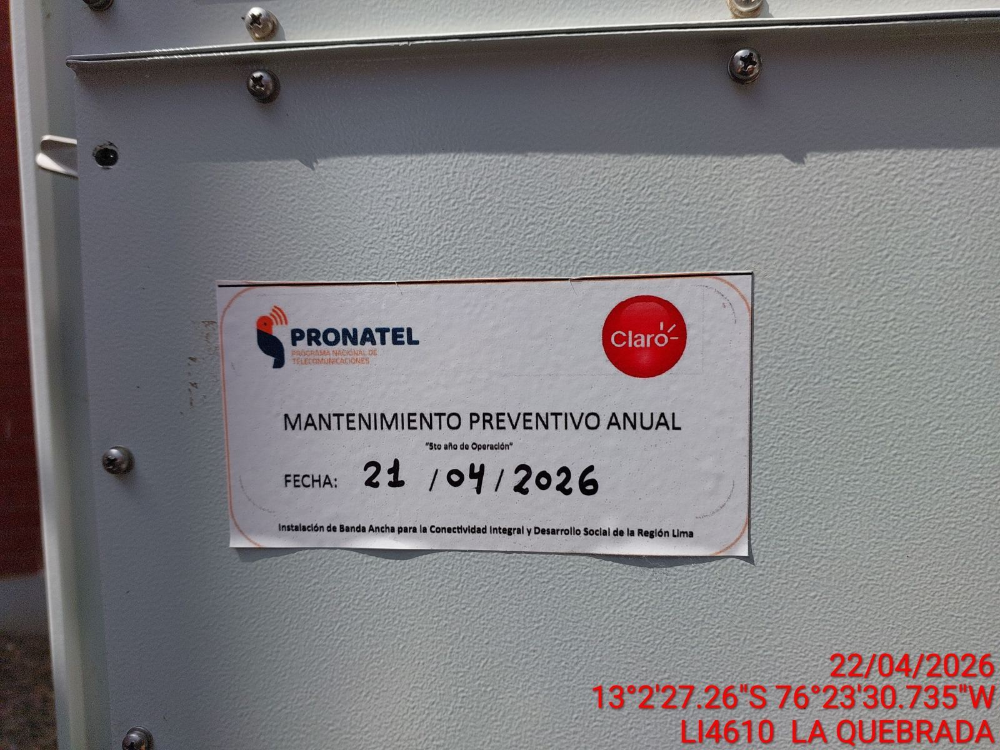 PRONATEL
PROGRAMA NACIONAL DE
TELECOMUNICACIONES
Claro
MANTENIMIENTO PREVENTIVO ANUAL
"5to año de Operación"
FECHA: 21 / 04 / 2026
Instalación de Banda Ancha para la Conectividad Integral y Desarrollo Social de la Región Lima
22/04/2026
13°2'27.26"S 76°23'30.735"W
LI4610 LA QUEBRADA